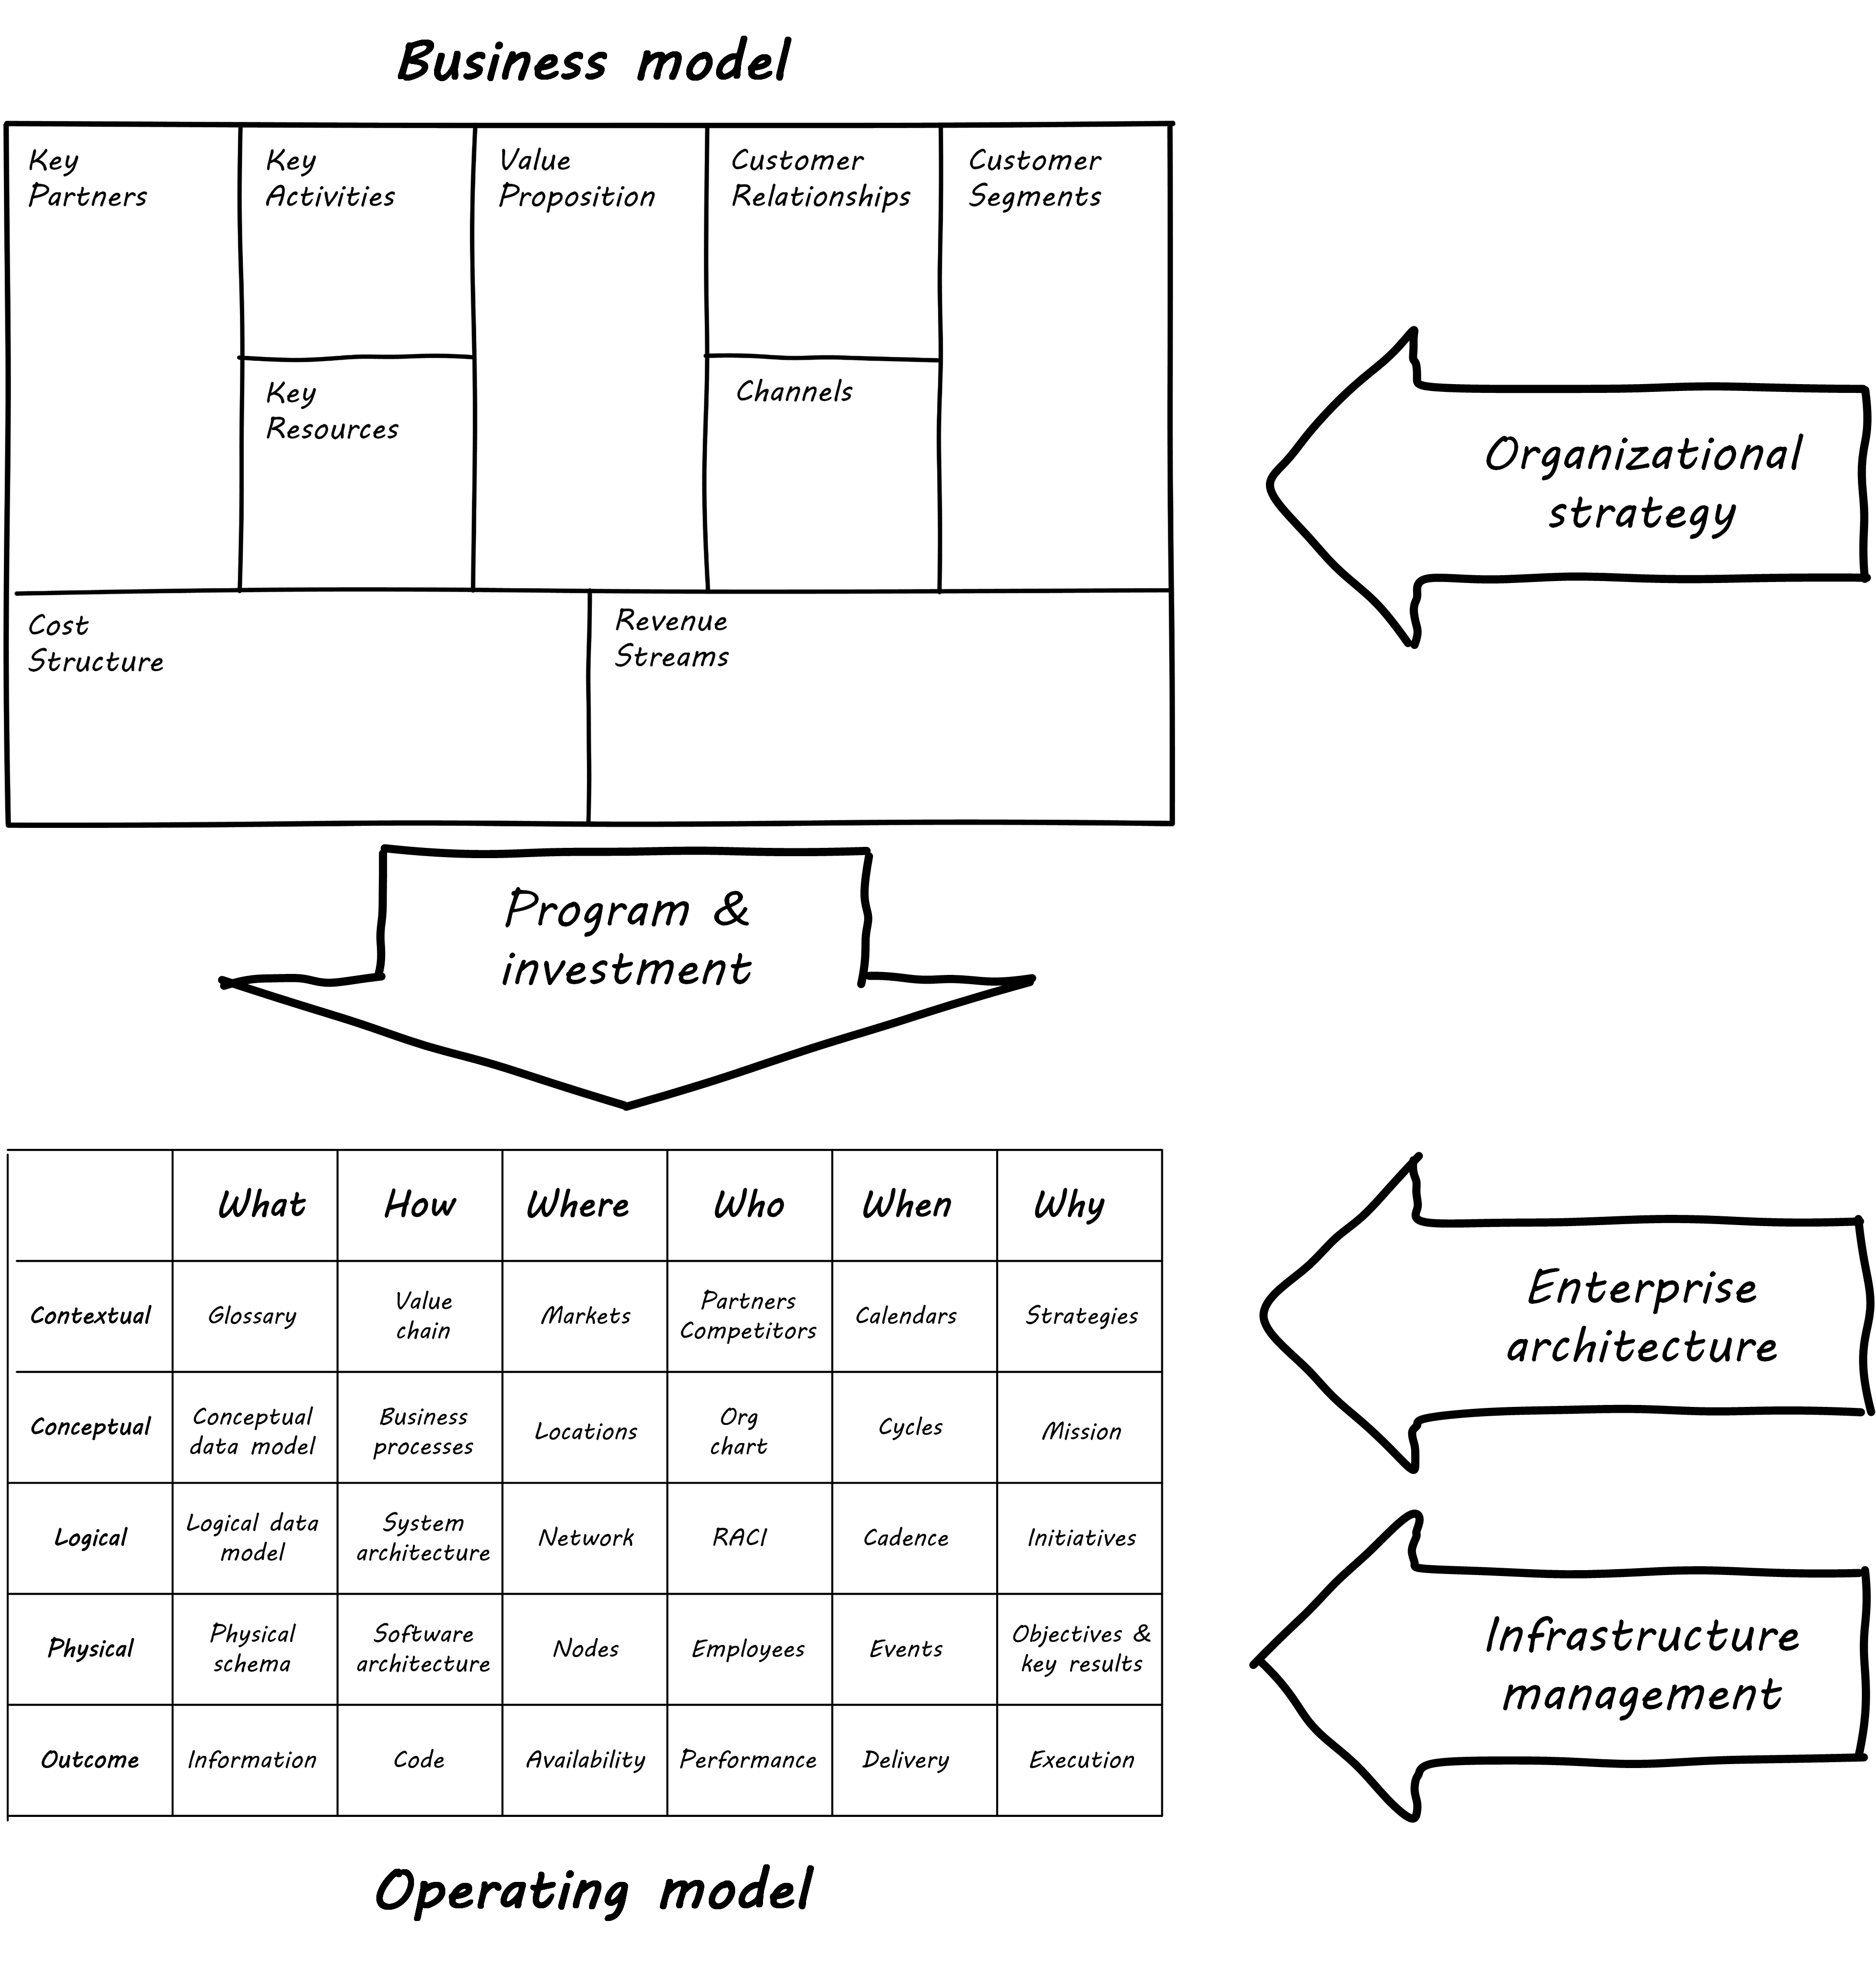 Business model
Key
Partners
Key
Activities
Value
Proposition
Customer
Relationships
Customer
Segments
Key
Resources
Channels
Organizational
strategy
Cost
Structure
Revenue
Streams
Program &
investment
What
How
Where
Who
When
Why
Contextual
Glossary
Value
chain
Markets
Partners
Competitors
Calendars
Strategies
Enterprise
architecture
Conceptual
Conceptual
data model
Business
processes
Locations
Org
chart
Cycles
Mission
Logical
Logical data
model
System
architecture
Network
RACI
Cadence
Initiatives
Physical
Physical
schema
Software
architecture
Nodes
Employees
Events
Objectives &
key results
Infrastructure
management
Outcome
Information
Code
Availability
Performance
Delivery
Execution
Operating model